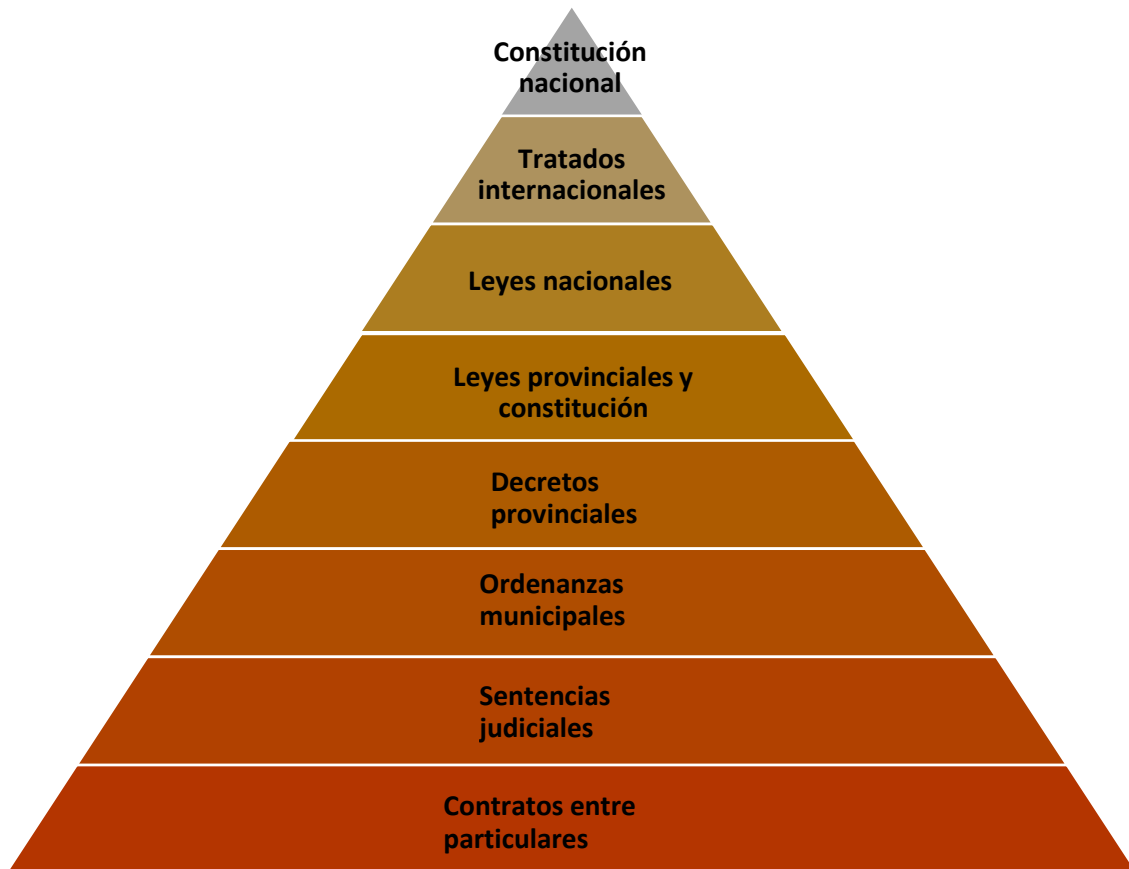 Constitución
nacional
Tratados
internacionales
Leyes nacionales
Leyes provinciales y
constitución
Decretos
provinciales
Ordenanzas
municipales
Sentencias
judiciales
Contratos entre
particulares